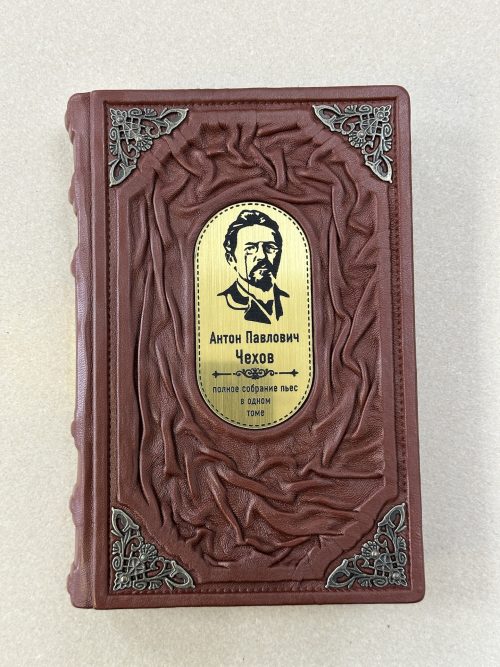 Антон Павлович
Чехов
полное собрание пьес
в одном
томе